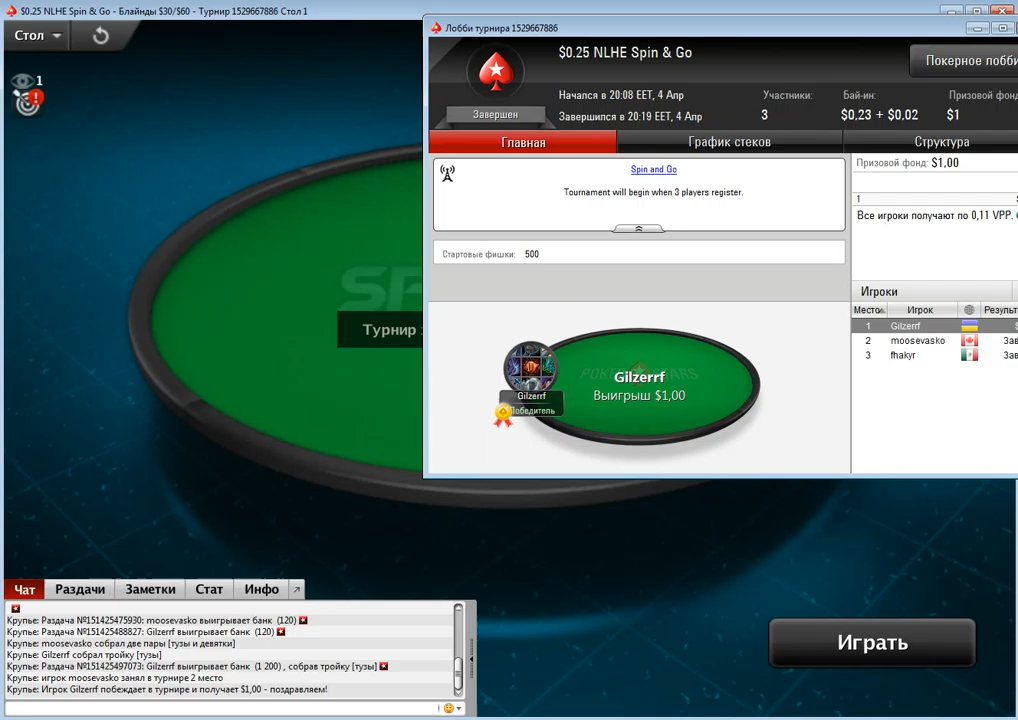 $0.25 NLHE Spin & Go - Блайнды $30/$60 - Турнир 1529667886 Стол 1
Стол
1
Турнир
Лобби турнира 1529667886
$0.25 NLHE Spin & Go
Покерное лобби
Завершен
Начался в 20:08 EET, 4 Апр
Завершился в 20:19 EET, 4 Апр
Участники:
3
Бай-ин:
$0,23 + $0,02
Призовой фонд
$1
Главная
График стеков
Структура
Spin and Go
Tournament will begin when 3 players register.
Стартовые фишки: 500
Призовой фонд: $1,00
1
Все игроки получают по 0,11 VPP.
Игроки
Место Игрок Результ
1 Gilzerrf
2 moosevasko Зав
3 fhakyr Зав
POKERSTARS
Gilzerrf
Выигрыш $1,00
Gilzerrf
Победитель
Чат
Раздачи
Заметки
Стат
Инфо
Крупье: Раздача №151425475930: moosevasko выигрывает банк (120)
Крупье: Раздача №151425488827: Gilzerrf выигрывает банк (120)
Крупье: moosevasko собрал две пары [тузы и девятки]
Крупье: Gilzerrf собрал тройку [тузы]
Крупье: Раздача №151425497073: Gilzerrf выигрывает банк (1 200) , собрав тройку [тузы]
Крупье: игрок moosevasko занял в турнире 2 место
Крупье: Игрок Gilzerrf побеждает в турнире и получает $1,00 - поздравляем!
Играть